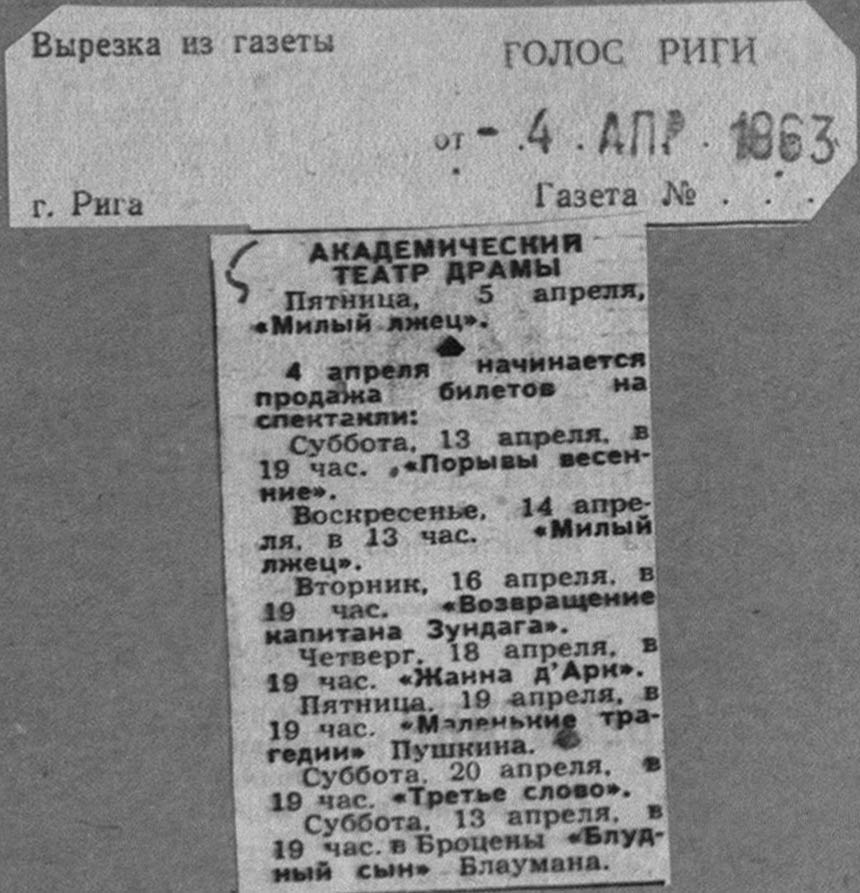 Вырезка из газеты
ГОЛОС РИГИ
от - 4 . АПР . 1963
г. Рига
Газета № . . .
АКАДЕМИЧЕСКИЙ
ТЕАТР ДРАМЫ
Пятница, 5 апреля,
«Милый лжец».
4 апреля начинается
продажа билетов на
спектакли:
Суббота, 13 апреля, в
19 час. «Порывы весен-
ние».
Воскресенье, 14 апре-
ля, в 13 час. «Милый
лжец».
Вторник, 16 апреля, в
19 час. «Возвращение
капитана Зундага».
Четверг, 18 апреля, в
19 час. «Жанна д'Арк».
Пятница, 19 апреля, в
19 час. «Маленькие тра-
гедии» Пушкина.
Суббота, 20 апреля, в
19 час. «Третье слово».
Суббота, 13 апреля, в
19 час. в Броцены «Блуд-
ный сын» Блаумана.